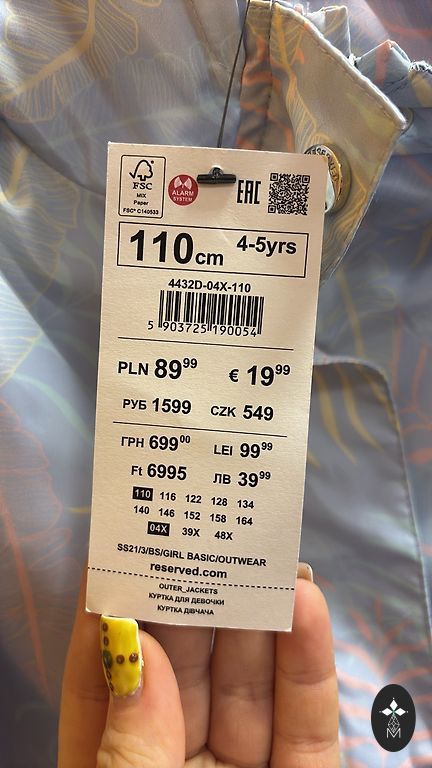 FSC
MIX
Paper
FSC® C140533
ALARM
SYSTEM
EAC
110 cm 4-5yrs
4432D-04X-110
5 903725 190054
PLN 89⁹⁹ € 19⁹⁹
РУБ 1599 CZK 549
ГРН 699⁰⁰ LEI 99⁹⁹
Ft 6995 ЛВ 39⁹⁹
110 116 122 128 134
140 146 152 158 164
04X 39X 48X
SS21/3/BS/GIRL BASIC/OUTWEAR
reserved.com
OUTER_JACKETS
КУРТКА ДЛЯ ДЕВОЧКИ
КУРТКА ДІВЧАЧА
M